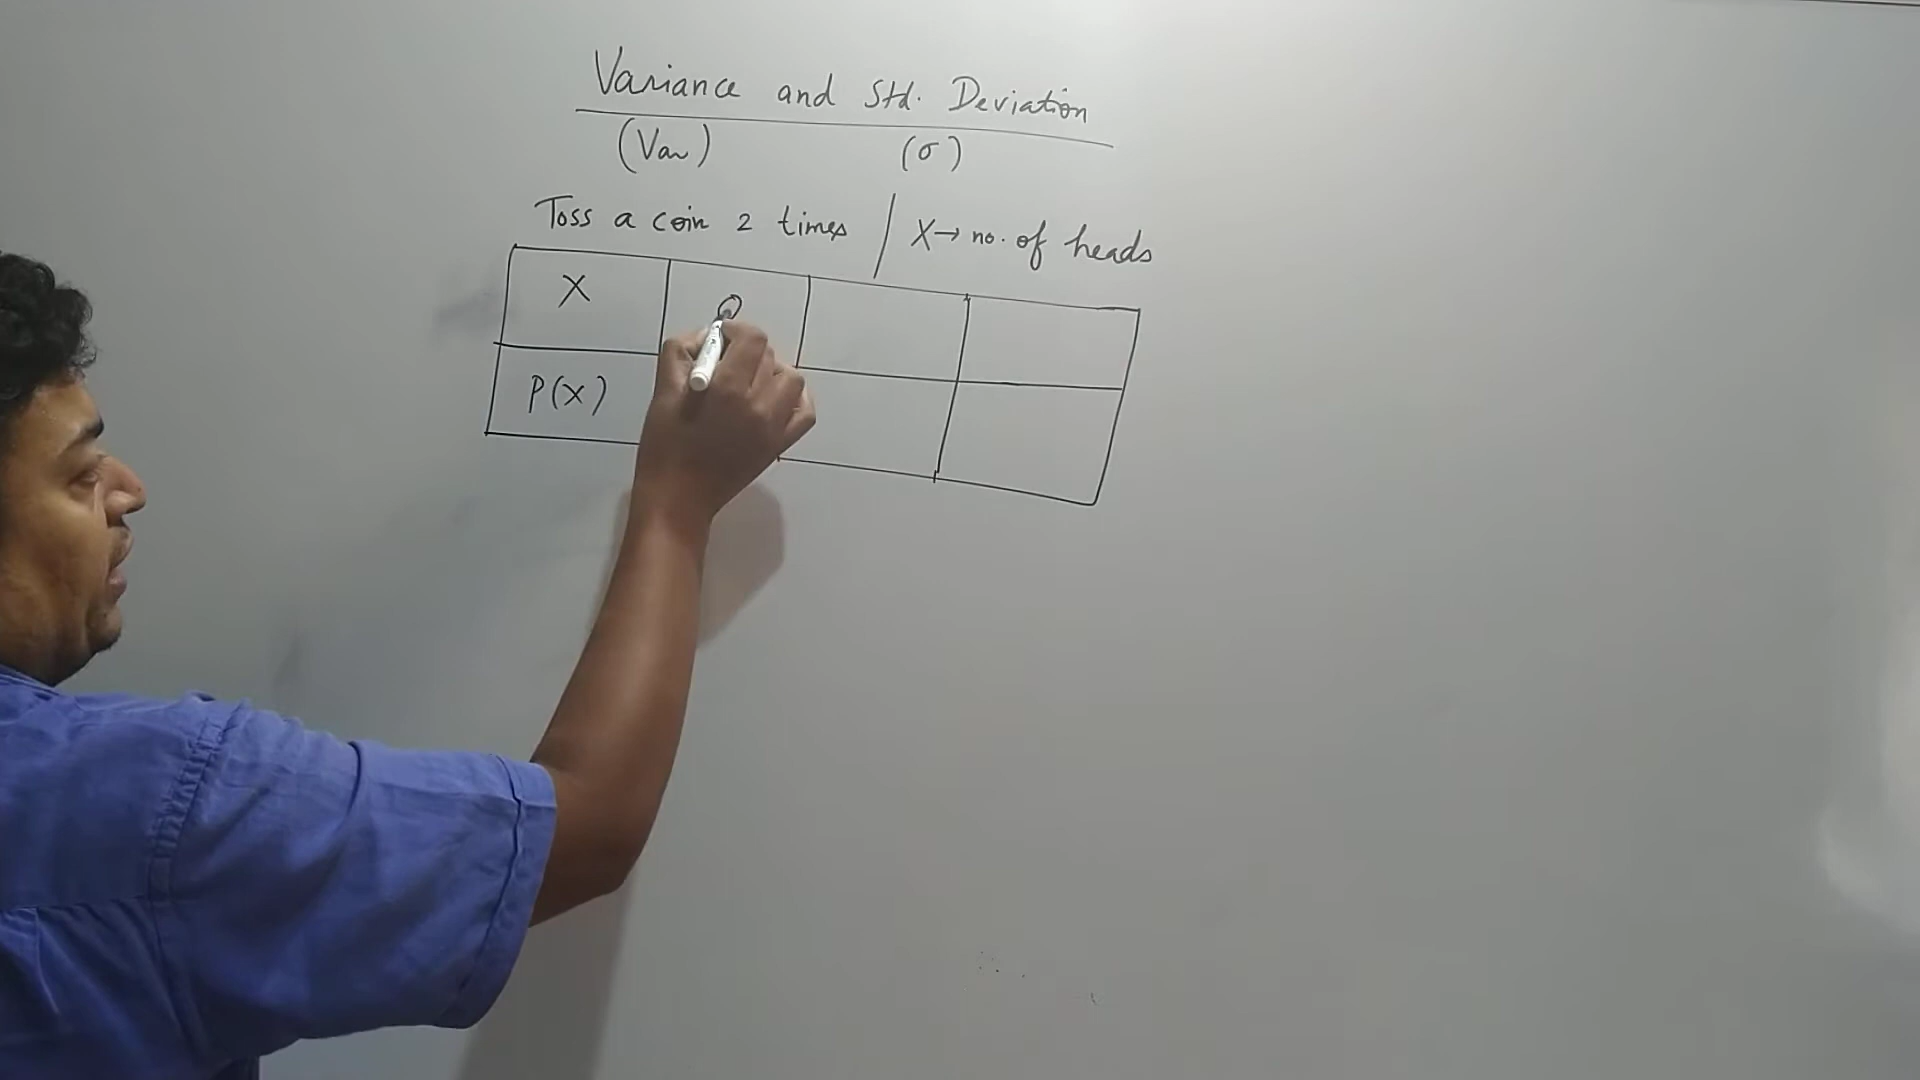 Variance and Std. Deviation
(Var) (σ)
Toss a coin 2 times / X→ no. of heads
X 0
P(X)